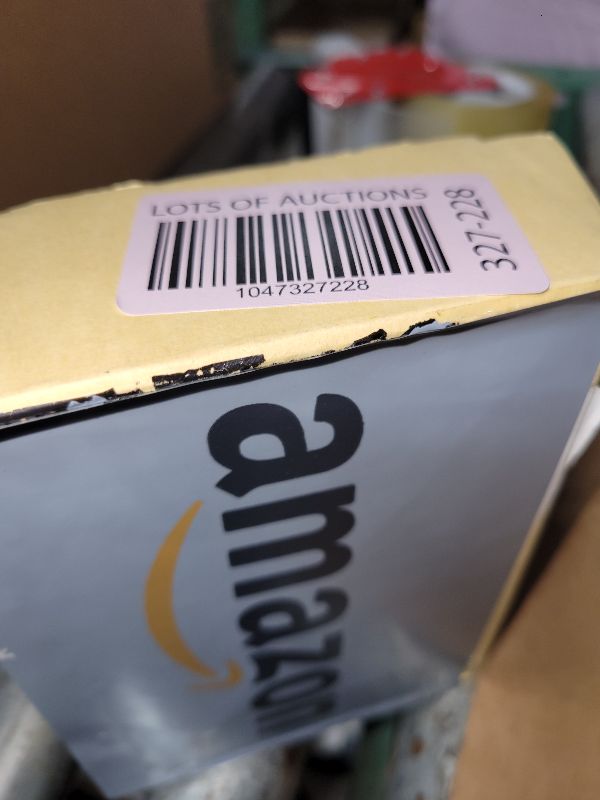 LOTS OF AUCTIONS
1047327228
327-228
amazon